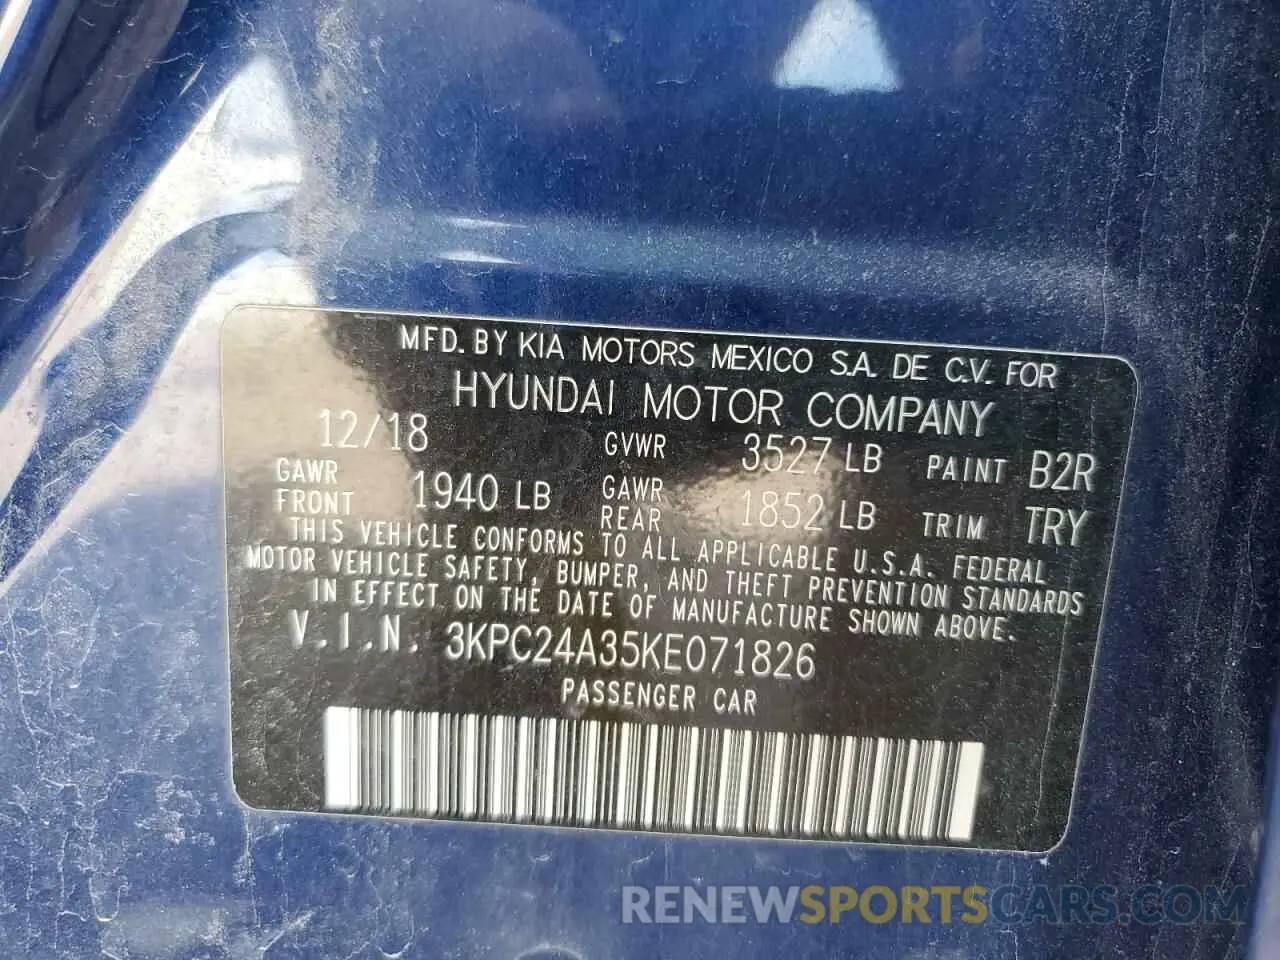 MFD. BY KIA MOTORS MEXICO S.A. DE C.V. FOR
HYUNDAI MOTOR COMPANY
12/18 GVWR 3527 LB PAINT B2R
GAWR FRONT 1940 LB GAWR REAR 1852 LB TRIM TRY
THIS VEHICLE CONFORMS TO ALL APPLICABLE U.S.A. FEDERAL
MOTOR VEHICLE SAFETY, BUMPER, AND THEFT PREVENTION STANDARDS
IN EFFECT ON THE DATE OF MANUFACTURE SHOWN ABOVE.
V.I.N. 3KPC24A35KE071826
PASSENGER CAR
RENEWSPORTSCARS.COM